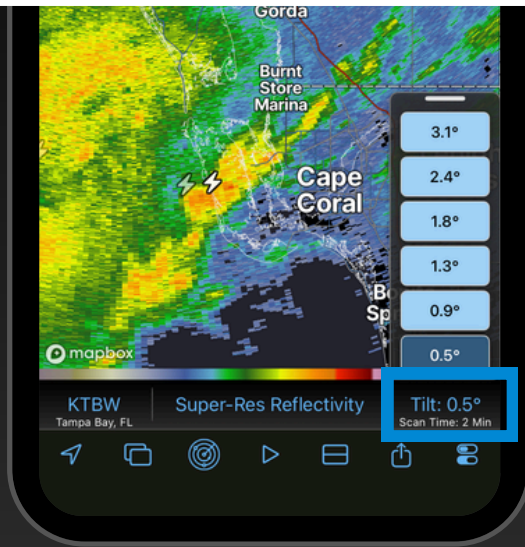 Gorda
Burnt
Store
Marina
Cape
Coral
3.1°
2.4°
1.8°
1.3°
0.9°
0.5°
mapbox
KTBW
Tampa Bay, FL
Super-Res Reflectivity
Tilt: 0.5°
Scan Time: 2 Min